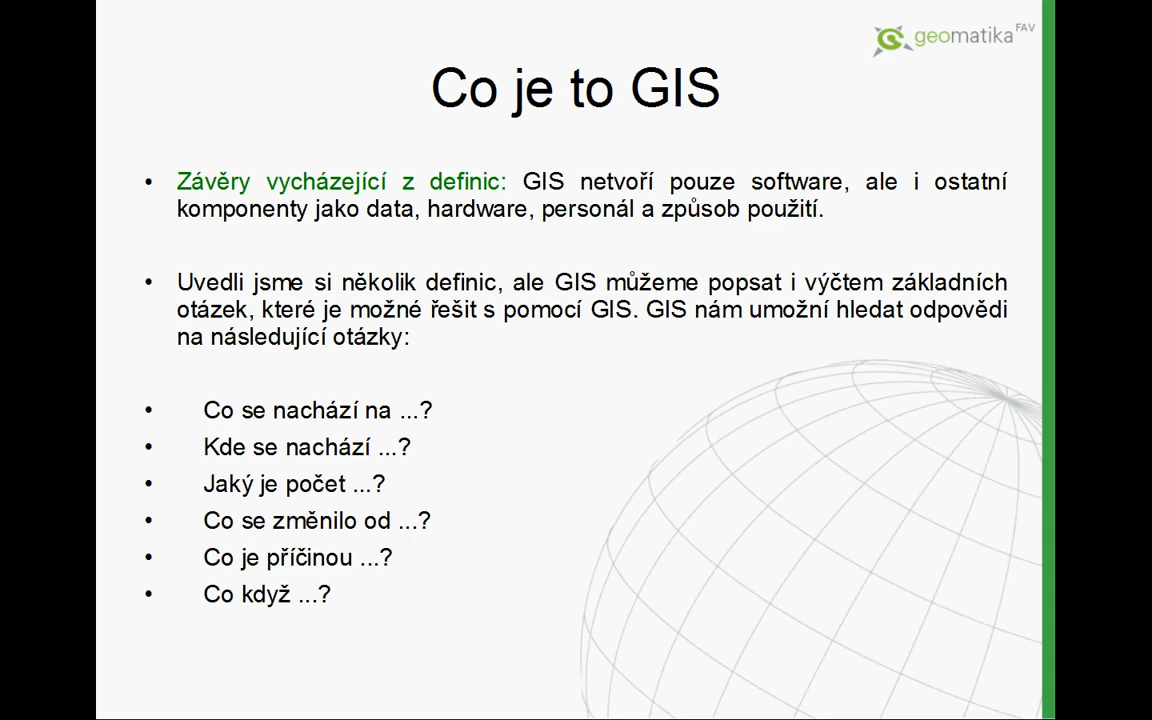 geomatika FAV
Co je to GIS
• Závěry vycházející z definic: GIS netvoří pouze software, ale i ostatní
komponenty jako data, hardware, personál a způsob použití.
• Uvedli jsme si několik definic, ale GIS můžeme popsat i výčtem základních
otázek, které je možné řešit s pomocí GIS. GIS nám umožní hledat odpovědi
na následující otázky:
• Co se nachází na ...?
• Kde se nachází ...?
• Jaký je počet ...?
• Co se změnilo od ...?
• Co je příčinou ...?
• Co když ...?